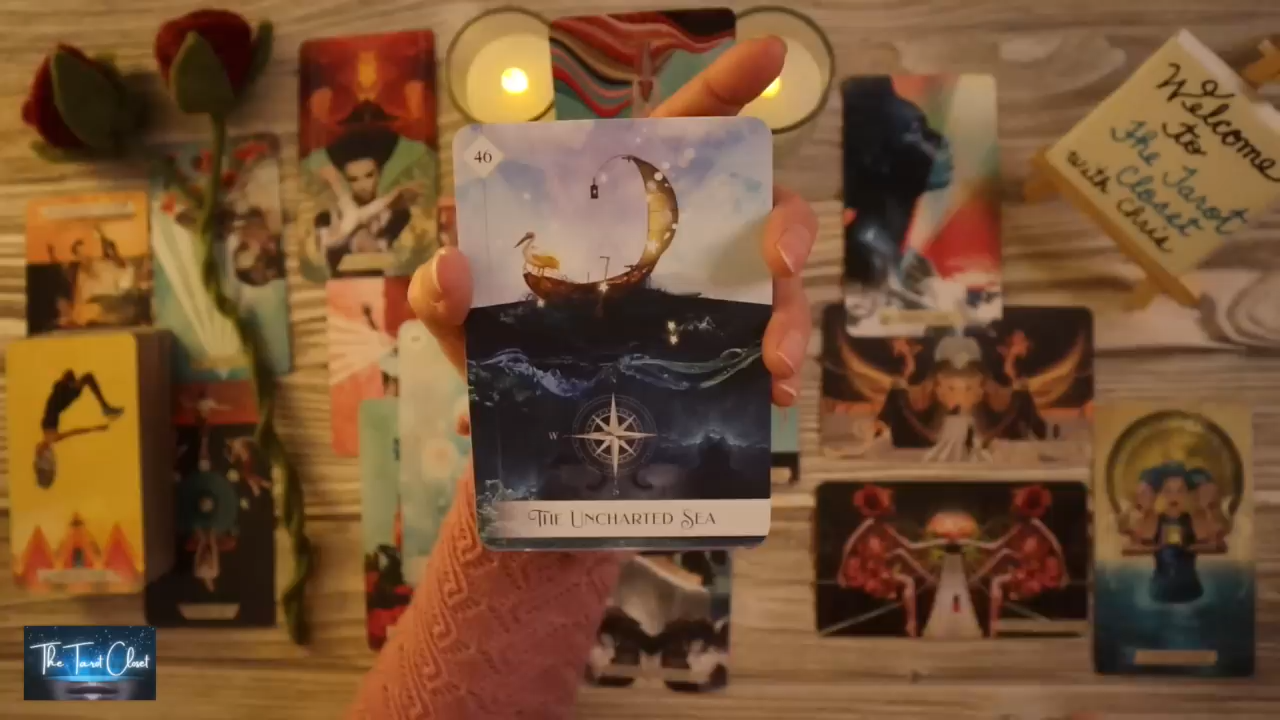 46
W
The Uncharted Sea
Welcome
To
The Tarot
Closet
with Chris
The Tarot Closet